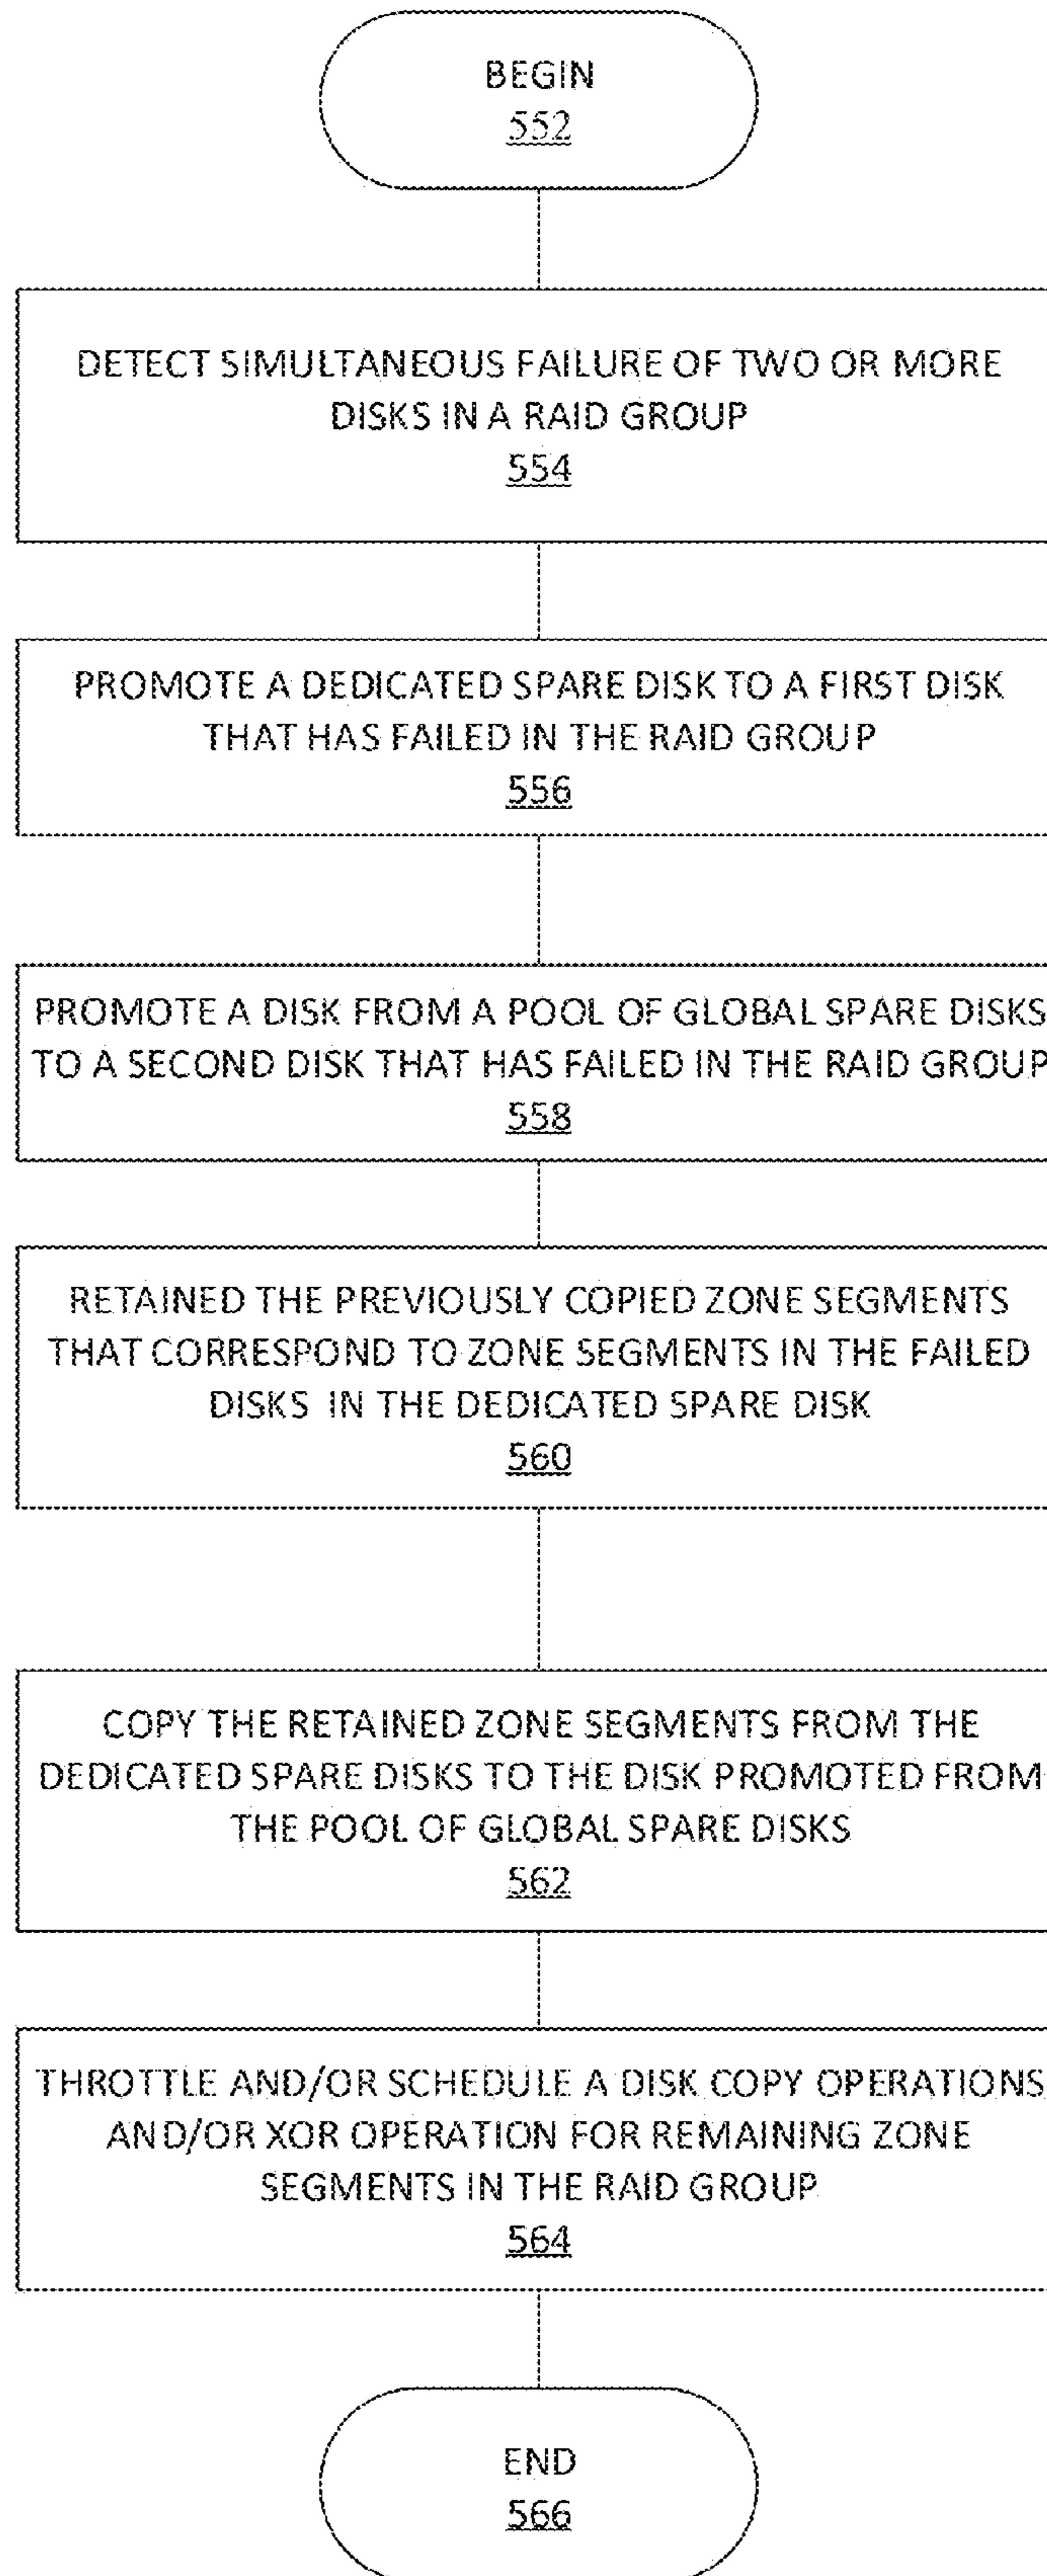 BEGIN
552
DETECT SIMULTANEOUS FAILURE OF TWO OR MORE
DISKS IN A RAID GROUP
554
PROMOTE A DEDICATED SPARE DISK TO A FIRST DISK
THAT HAS FAILED IN THE RAID GROUP
556
PROMOTE A DISK FROM A POOL OF GLOBAL SPARE DISKS
TO A SECOND DISK THAT HAS FAILED IN THE RAID GROUP
558
RETAINED THE PREVIOUSLY COPIED ZONE SEGMENTS
THAT CORRESPOND TO ZONE SEGMENTS IN THE FAILED
DISKS IN THE DEDICATED SPARE DISK
560
COPY THE RETAINED ZONE SEGMENTS FROM THE
DEDICATED SPARE DISKS TO THE DISK PROMOTED FROM
THE POOL OF GLOBAL SPARE DISKS
562
THROTTLE AND/OR SCHEDULE A DISK COPY OPERATIONS
AND/OR XOR OPERATION FOR REMAINING ZONE
SEGMENTS IN THE RAID GROUP
564
END
566